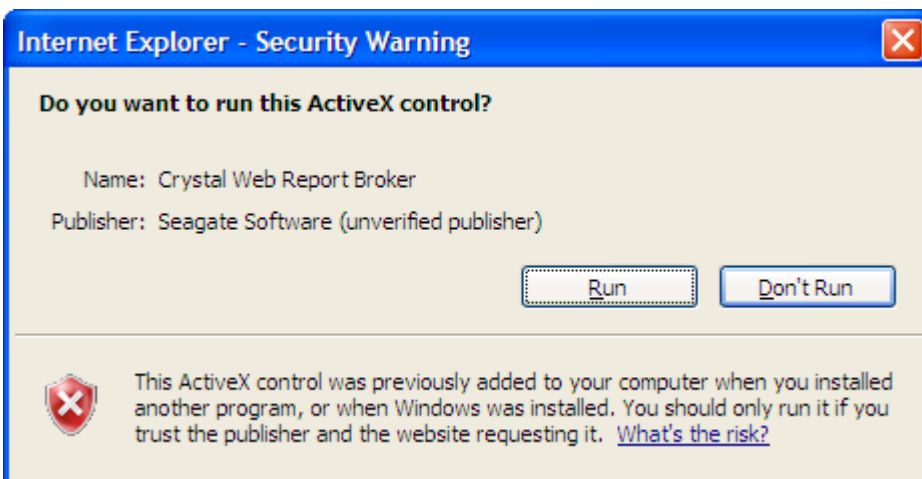 Internet Explorer - Security Warning
Do you want to run this ActiveX control?
Name: Crystal Web Report Broker
Publisher: Seagate Software (unverified publisher)
Run Don't Run
This ActiveX control was previously added to your computer when you installed
another program, or when Windows was installed. You should only run it if you
trust the publisher and the website requesting it. What's the risk?